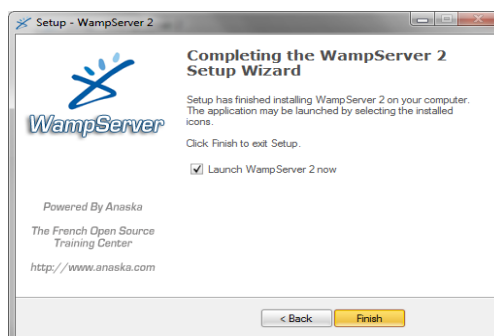 Setup - WampServer 2
Completing the WampServer 2
Setup Wizard
Setup has finished installing WampServer 2 on your computer.
The application may be launched by selecting the installed
icons.
Click Finish to exit Setup.
Launch WampServer 2 now
WampServer
Powered By Anaska
The French Open Source
Training Center
http://www.anaska.com
< Back
Finish